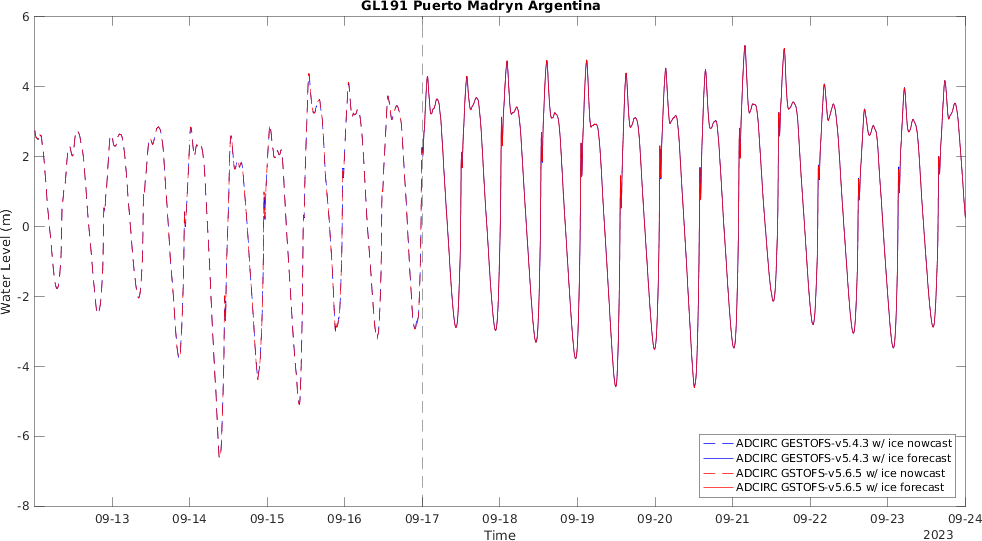 GL191 Puerto Madryn Argentina
6
4
2
0
-2
-4
-6
-8
Water Level (m)
ADCIRC GESTOFS-v5.4.3 w/ ice nowcast
ADCIRC GESTOFS-v5.4.3 w/ ice forecast
ADCIRC GSTOFS-v5.6.5 w/ ice nowcast
ADCIRC GSTOFS-v5.6.5 w/ ice forecast
09-13 09-14 09-15 09-16 09-17 09-18 09-19 09-20 09-21 09-22 09-23 09-24
Time
2023